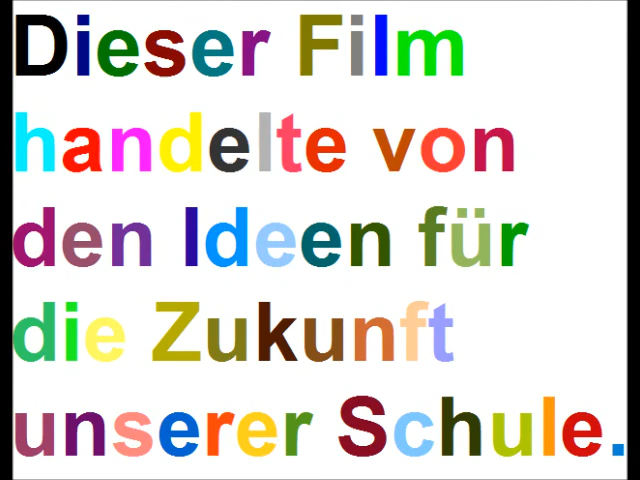 Dieser Film
handelte von
den Ideen für
die Zukunft
unserer Schule.